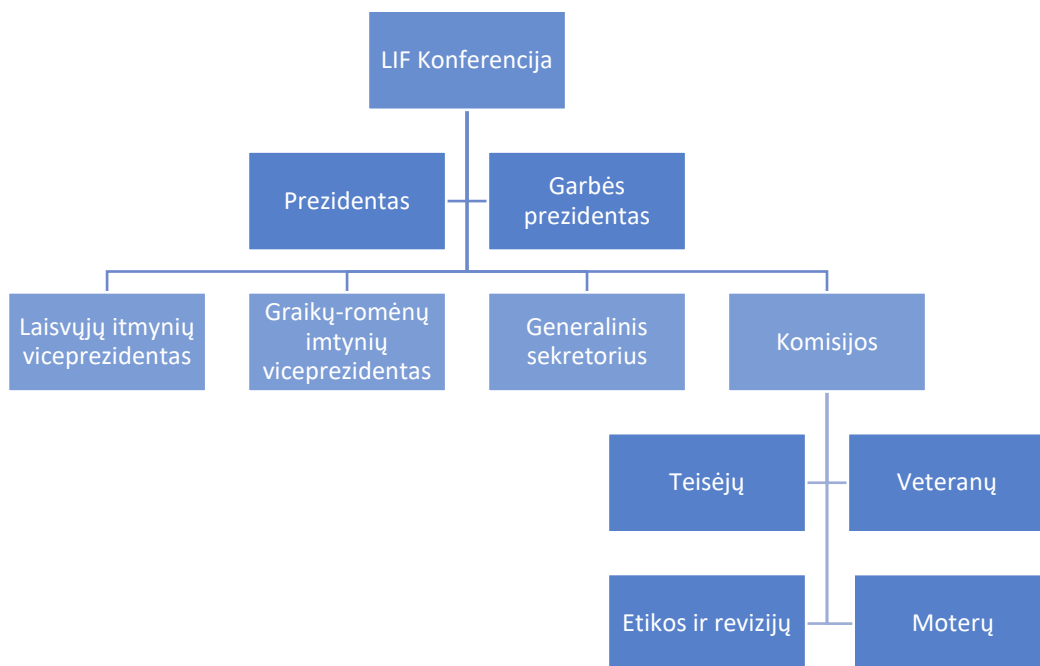 LIF Konferencija
Prezidentas
Garbės
prezidentas
Laisvųjų itmynių
viceprezidentas
Graikų-romėnų
imtynių
viceprezidentas
Generalinis
sekretorius
Komisijos
Teisėjų
Veteranų
Etikos ir revizijų
Moterų